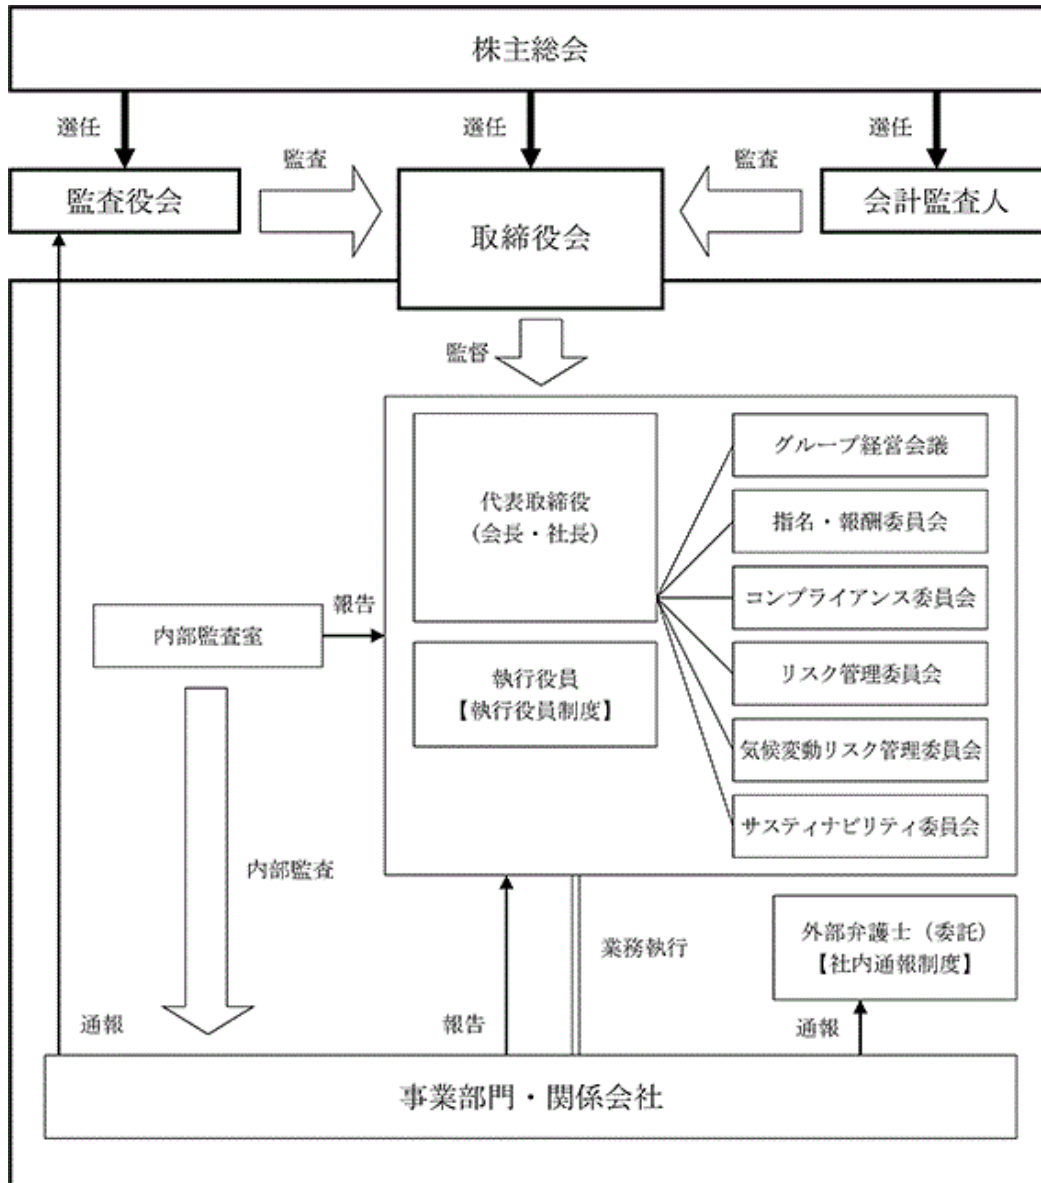 株主総会
選任
選任
選任
監査
監査
監査役会
取締役会
会計監査人
監督
代表取締役
(会長・社長)
グループ経営会議
指名・報酬委員会
コンプライアンス委員会
リスク管理委員会
気候変動リスク管理委員会
サスティナビリティ委員会
執行役員
【執行役員制度】
内部監査室
報告
内部監査
業務執行
外部弁護士(委託)
【社内通報制度】
通報
報告
通報
事業部門・関係会社